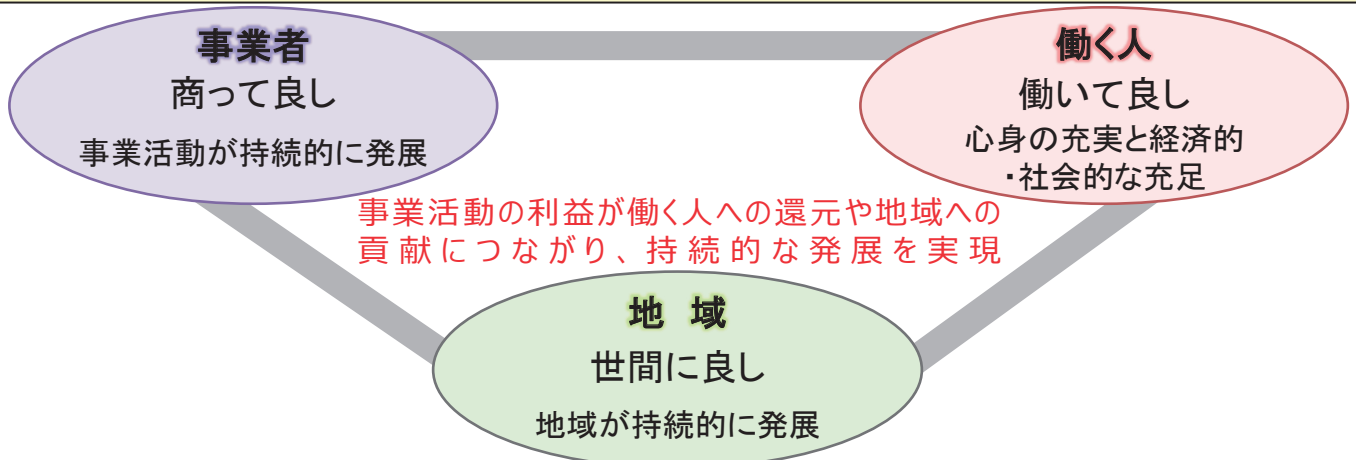 事業者
商って良し
事業活動が持続的に発展
働く人
働いて良し
心身の充実と経済的
・社会的な充足
事業活動の利益が働く人への還元や地域への
貢献につながり、持続的な発展を実現
地 域
世間に良し
地域が持続的に発展